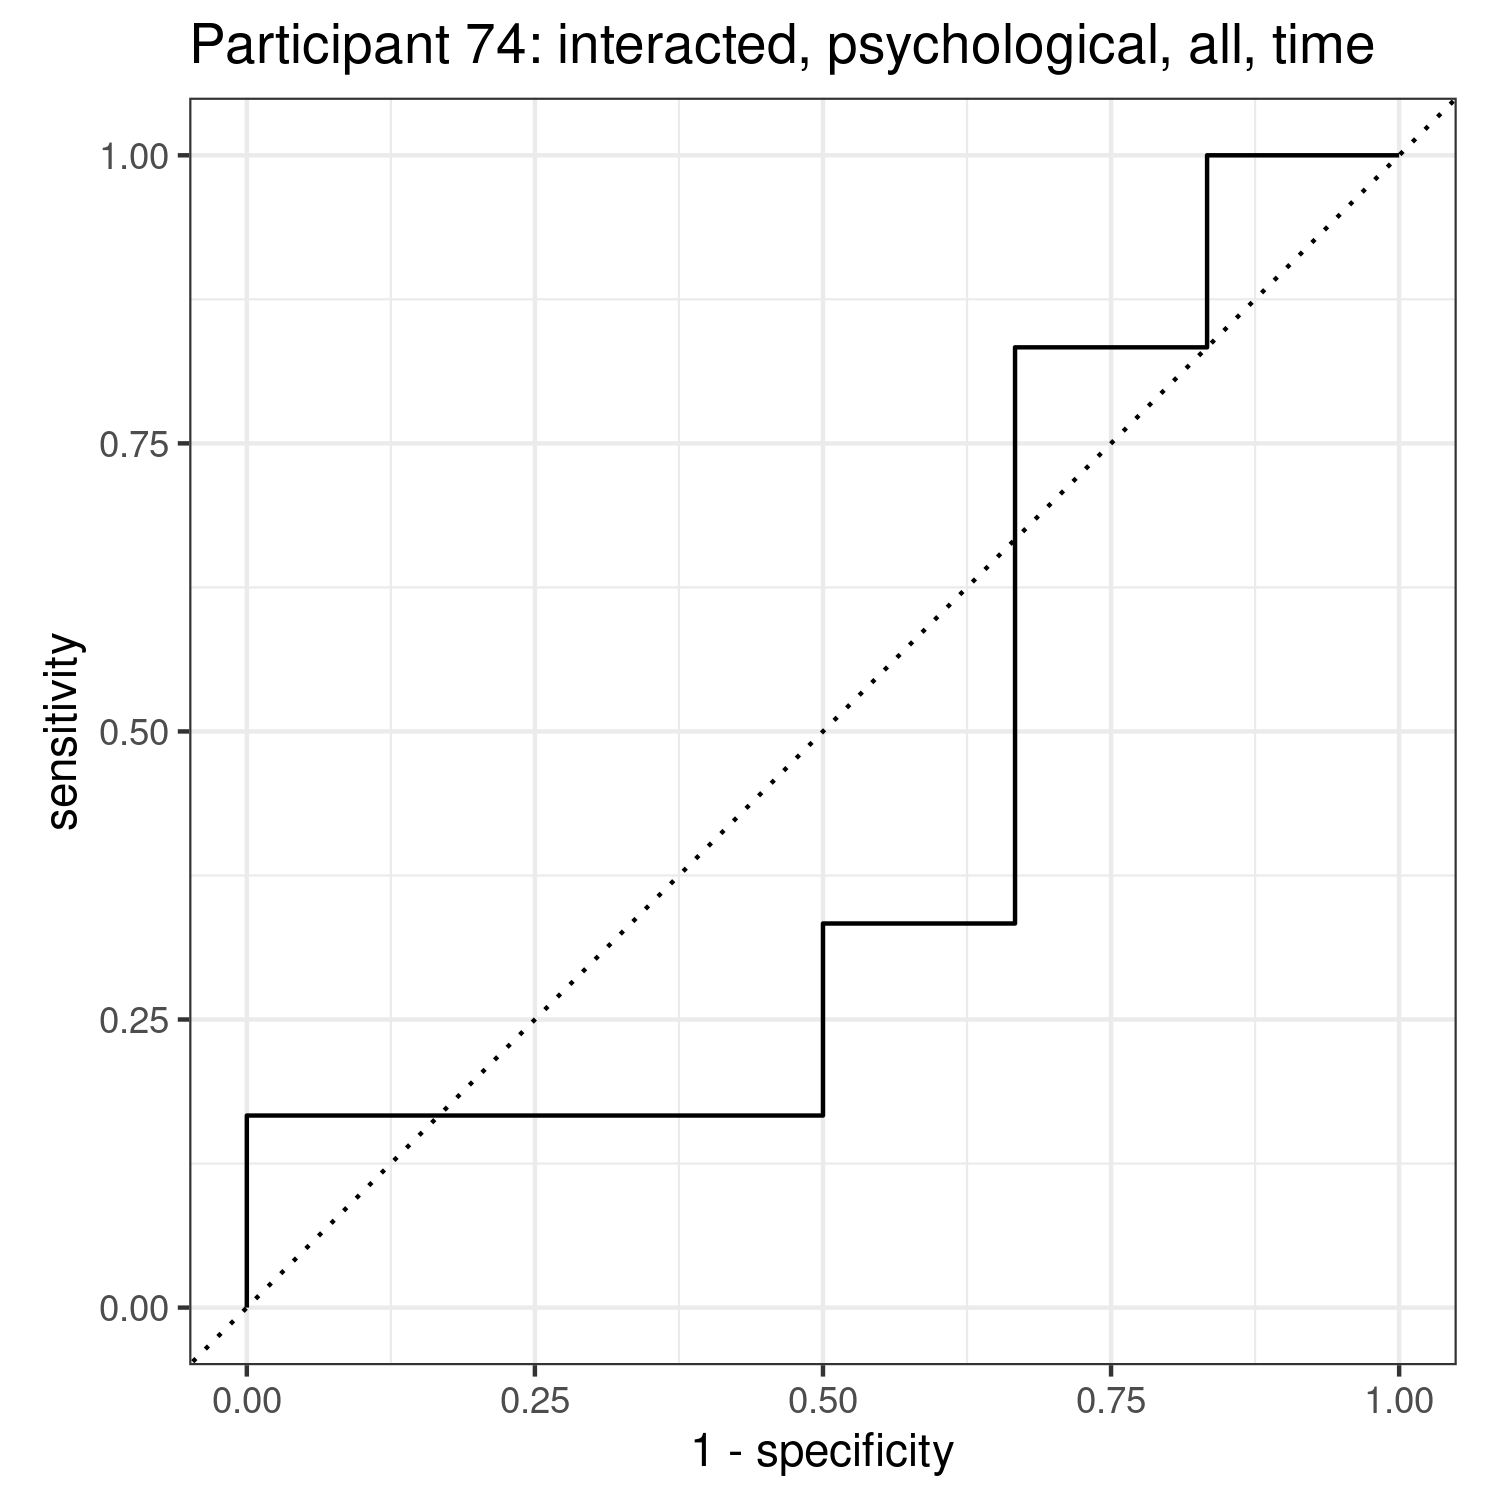 Participant 74: interacted, psychological, all, time
1.00
0.75
0.50
0.25
0.00
sensitivity
0.00 0.25 0.50 0.75 1.00
1 - specificity